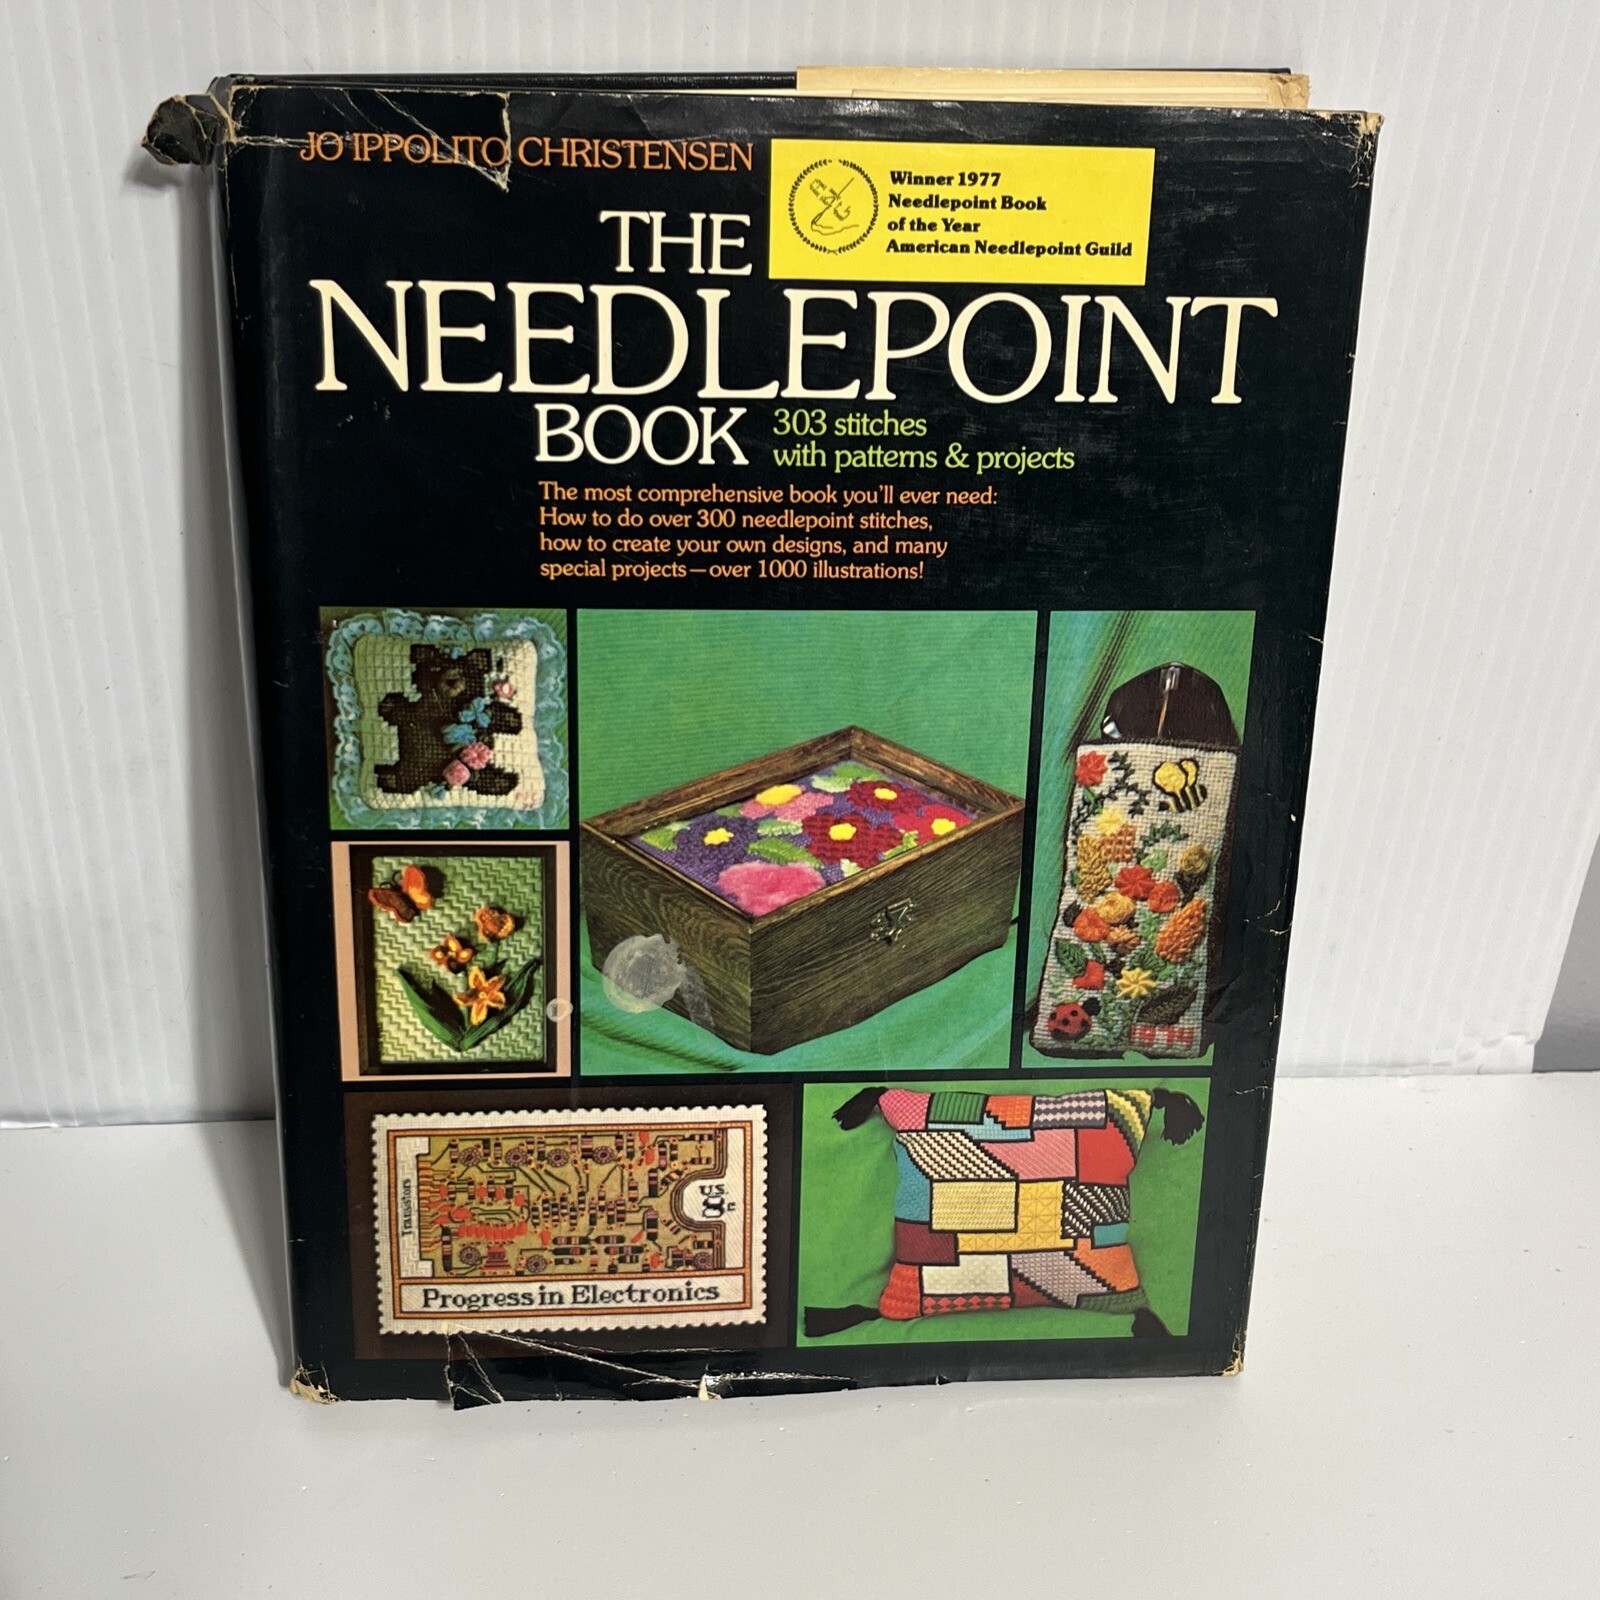 JO IPPOLITO CHRISTENSEN
Winner 1977
Needlepoint Book
of the Year
American Needlepoint Guild
THE
NEEDLEPOINT
BOOK
303 stitches
with patterns & projects
The most comprehensive book you'll ever need:
How to do over 300 needlepoint stitches,
how to create your own designs, and many
special projects—over 1000 illustrations!
Transistors
U.S.
8c
Progress in Electronics